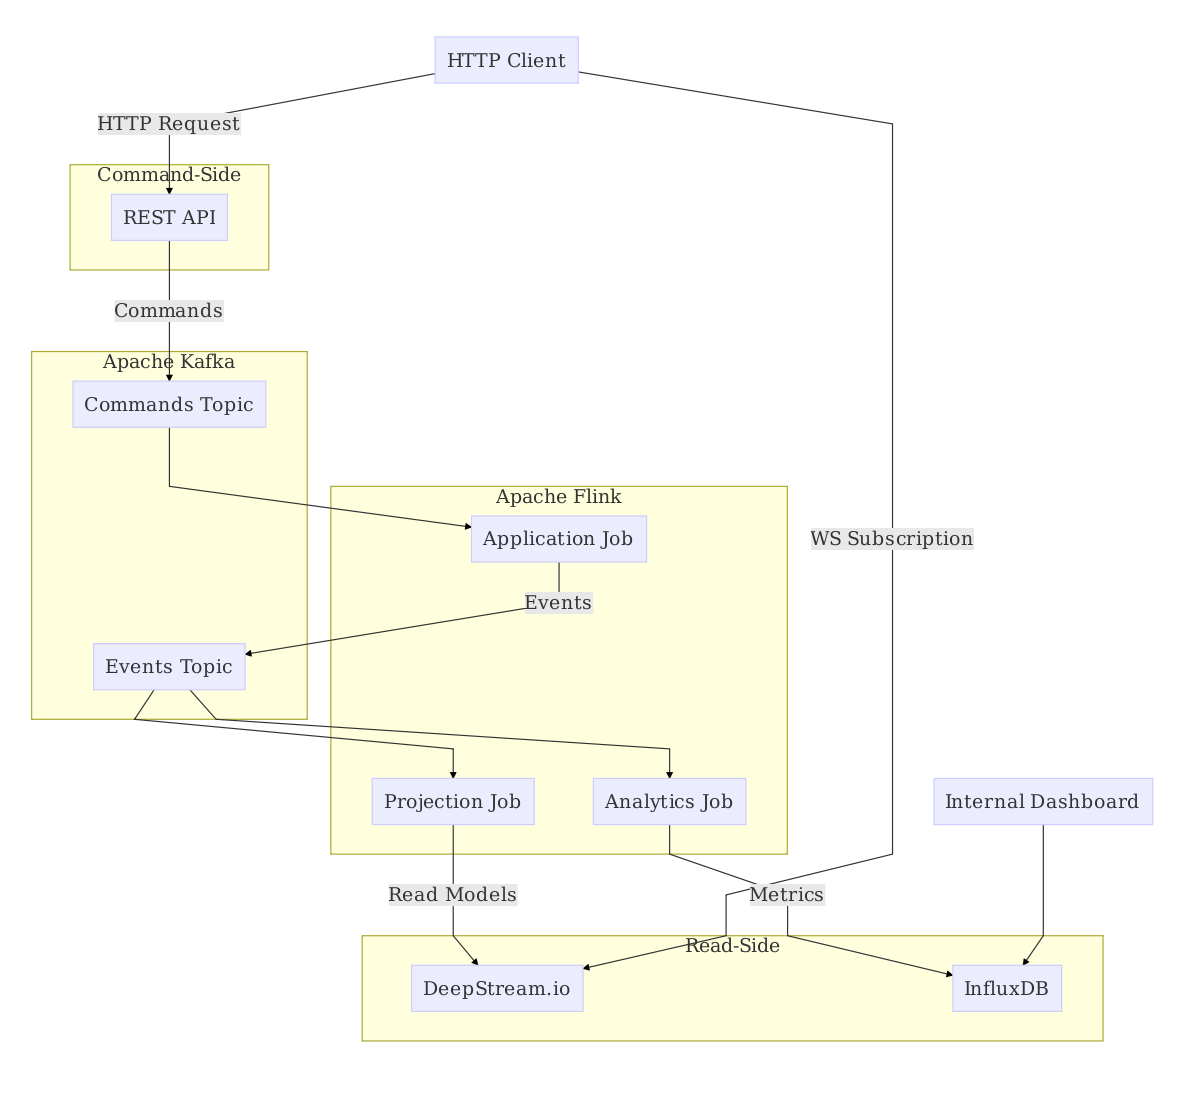 HTTP Client
HTTP Request
Command-Side
REST API
Commands
Apache Kafka
Commands Topic
Apache Flink
Application Job
WS Subscription
Events
Events Topic
Projection Job
Analytics Job
Internal Dashboard
Read Models
Metrics
Read-Side
DeepStream.io
InfluxDB